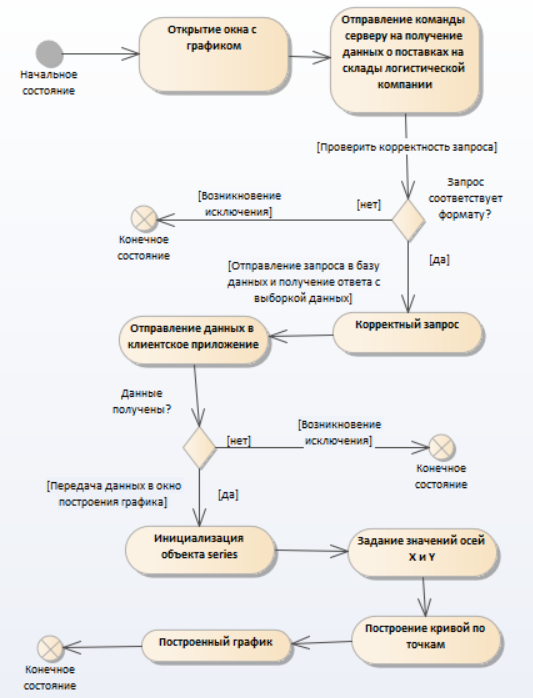 Открытие окна с
графиком
Отправление команды
серверу на получение
данных о поставках на
склады логистической
компании
Начальное
состояние
[Проверить корректность запроса]
Запрос
соответствует
формату?
[Возникновение
исключения]
[нет]
Конечное
состояние
[да]
[Отправление запроса в базу
данных и получение ответа с
выборкой данных]
Корректный запрос
Отправление данных в
клиентское приложение
Данные
получены?
[нет]
[Возникновение
исключения]
Конечное
состояние
[Передача данных в окно
построения графика]
[да]
Инициализация
объекта series
Задание значений осей
X и Y
Построение кривой по
точкам
Построенный график
Конечное
состояние